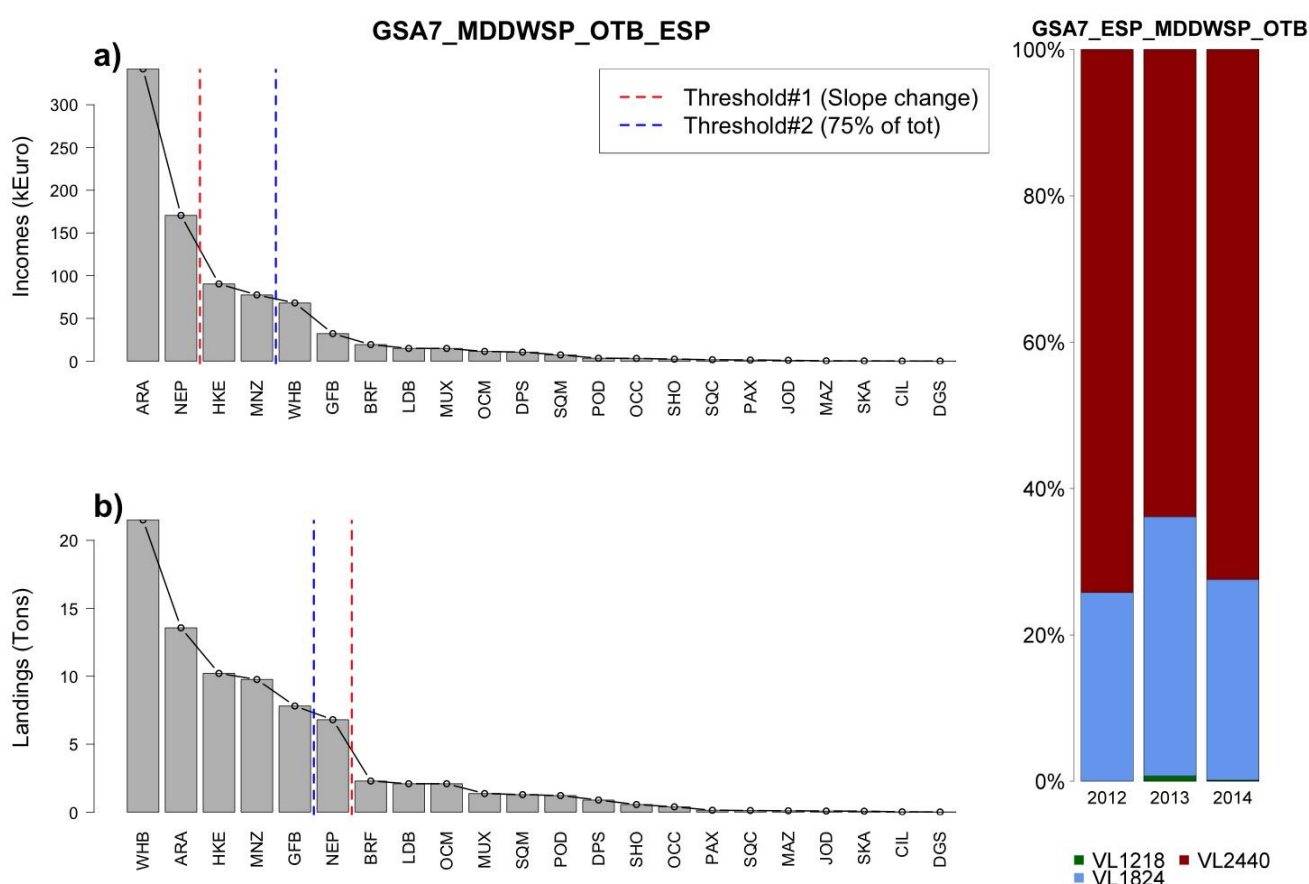 GSA7_MDDWSP_OTB_ESP
a)
Incomes (kEuro)
300
250
200
150
100
50
0
Threshold#1 (Slope change)
Threshold#2 (75% of tot)
ARA NEP HKE MNZ WHB GFB BRF LDB MUX OCM DPS SQM POD OCC SHO SQC PAX JOD MAZ SKA CIL DGS
b)
Landings (Tons)
20
15
10
5
0
WHB ARA HKE MNZ GFB NEP BRF LDB OCM MUX SQM POD DPS SHO OCC PAX SQC MAZ JOD SKA CIL DGS
GSA7_ESP_MDDWSP_OTB
100%
80%
60%
40%
20%
0%
2012 2013 2014
VL1218 VL2440
VL1824